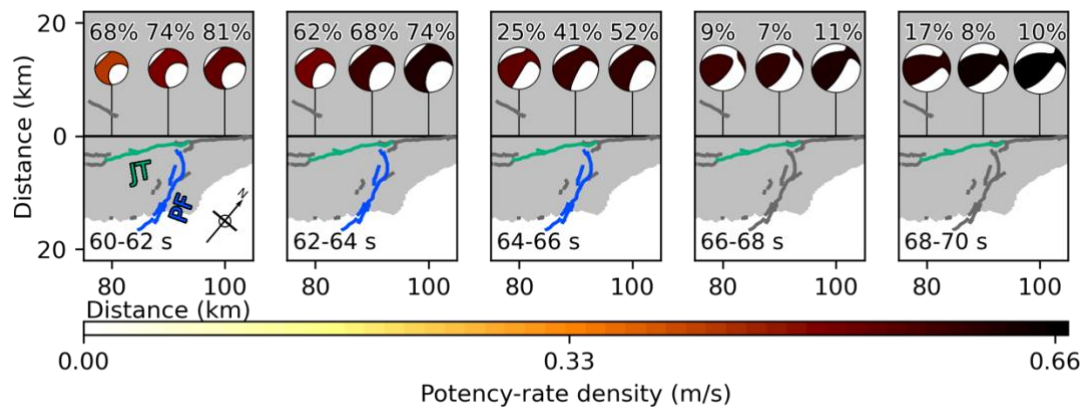 20
0
20
Distance (km)
68% 74% 81%
62% 68% 74%
25% 41% 52%
9% 7% 11%
17% 8% 10%
JT
PF
N
60-62 s
62-64 s
64-66 s
66-68 s
68-70 s
80 100
80 100
80 100
80 100
80 100
Distance (km)
0.00 0.33 0.66
Potency-rate density (m/s)